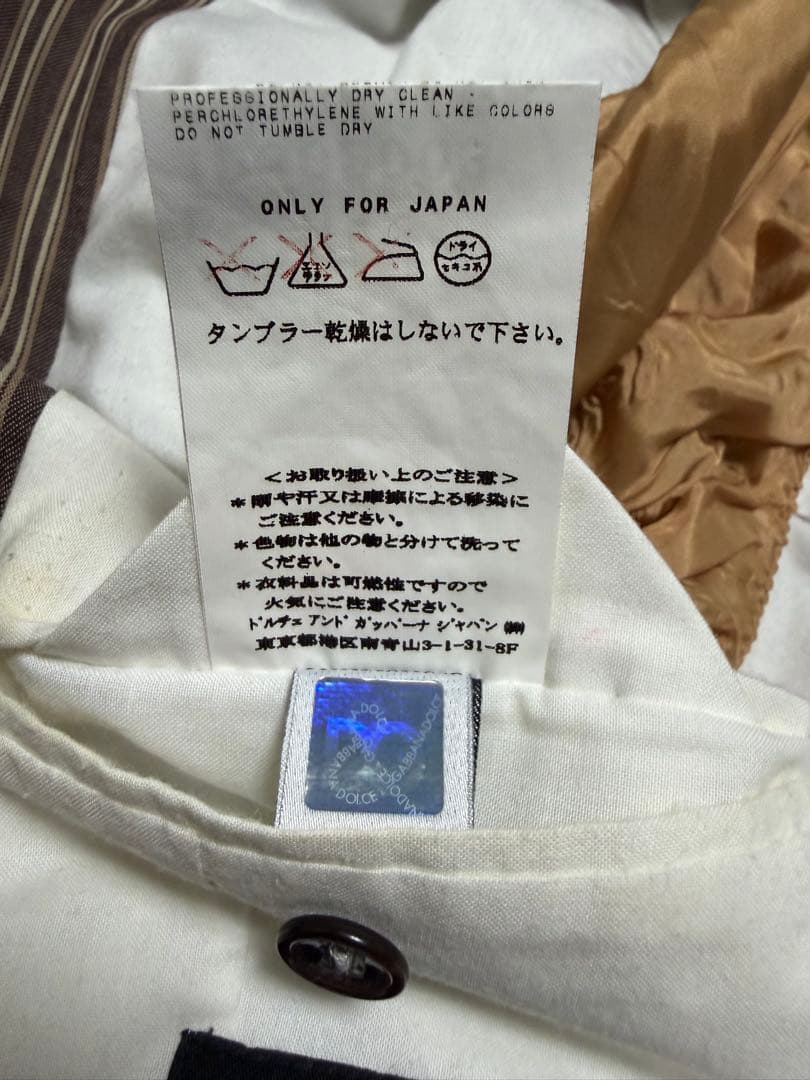 PROFESSIONALLY DRY CLEAN -
PERCHLORETHYLENE WITH LIKE COLORS
DO NOT TUMBLE DRY
ONLY FOR JAPAN
エンソ
サラシ
ドライ
セキユ系
タンブラー乾燥はしないで下さい。
<お取り扱い上のご注意>
*雨や汗又は摩擦による移染に
ご注意ください。
*色物は他の物と分けて洗って
ください。
*衣料品は可燃性ですので
火気にご注意ください。
ドルチェ アンド ガッバーナ ジャパン ㈱
東京都港区南青山3-1-31-8F
DOLCE
GABBANA